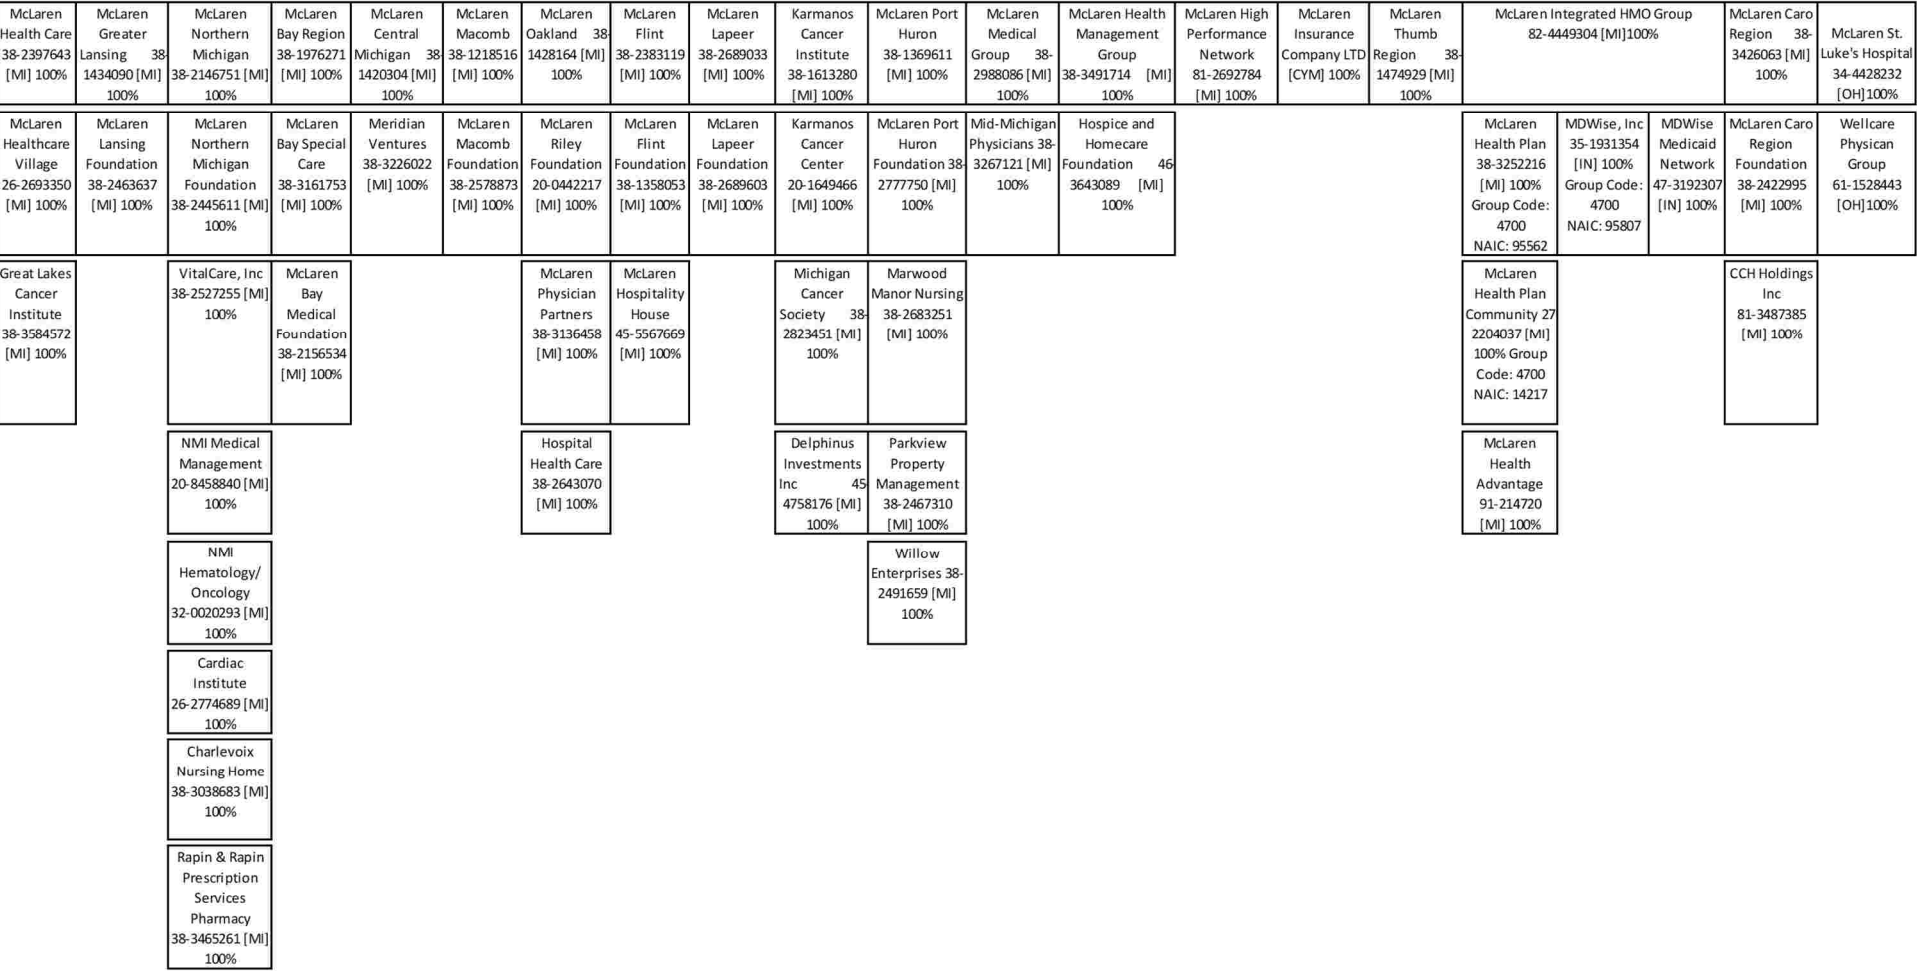 McLaren
Health Care
38-2397643
[MI] 100%
McLaren
Greater
Lansing 38-
1434090 [MI]
100%
McLaren
Northern
Michigan
38-2146751 [MI]
100%
McLaren
Bay Region
38-1976271
[MI] 100%
McLaren
Central
Michigan 38-
1420304 [MI]
100%
McLaren
Macomb
38-1218516
[MI] 100%
McLaren
Oakland 38-
1428164 [MI]
100%
McLaren
Flint
38-2383119
[MI] 100%
McLaren
Lapeer
38-2689033
[MI] 100%
Karmanos
Cancer
Institute
38-1613280
[MI] 100%
McLaren Port
Huron
38-1369611
[MI] 100%
McLaren
Medical
Group 38-
2988086 [MI]
100%
McLaren Health
Management
Group
38-3491714 [MI]
100%
McLaren High
Performance
Network
81-2692784
[MI] 100%
McLaren
Insurance
Company LTD
[CYM] 100%
McLaren
Thumb
Region 38-
1474929 [MI]
100%
McLaren Integrated HMO Group
82-4449304 [MI]100%
McLaren Caro
Region 38-
3426063 [MI]
100%
McLaren St.
Luke's Hospital
34-4428232
[OH]100%
McLaren
Healthcare
Village
26-2693350
[MI] 100%
McLaren
Lansing
Foundation
38-2463637
[MI] 100%
McLaren
Northern
Michigan
Foundation
38-2445611 [MI]
100%
McLaren
Bay Special
Care
38-3161753
[MI] 100%
Meridian
Ventures
38-3226022
[MI] 100%
McLaren
Macomb
Foundation
38-2578873
[MI] 100%
McLaren
Riley
Foundation
20-0442217
[MI] 100%
McLaren
Flint
Foundation
38-1358053
[MI] 100%
McLaren
Lapeer
Foundation
38-2689603
[MI] 100%
Karmanos
Cancer
Center
20-1649466
[MI] 100%
McLaren Port
Huron
Foundation 38-
2777750 [MI]
100%
Mid-Michigan
Physicians 38-
3267121 [MI]
100%
Hospice and
Homecare
Foundation 46-
3643089 [MI]
100%
McLaren
Health Plan
38-3252216
[MI] 100%
Group Code:
4700
NAIC: 95562
MDWise, Inc
35-1931354
[IN] 100%
Group Code:
4700
NAIC: 95807
MDWise
Medicaid
Network
47-3192307
[IN] 100%
McLaren Caro
Region
Foundation
38-2422995
[MI] 100%
Wellcare
Physican
Group
61-1528443
[OH]100%
Great Lakes
Cancer
Institute
38-3584572
[MI] 100%
VitalCare, Inc
38-2527255 [MI]
100%
McLaren
Bay
Medical
Foundation
38-2156534
[MI] 100%
McLaren
Physician
Partners
38-3136458
[MI] 100%
McLaren
Hospitality
House
45-5567669
[MI] 100%
Michigan
Cancer
Society 38-
2823451 [MI]
100%
Marwood
Manor Nursing
38-2683251
[MI] 100%
McLaren
Health Plan
Community 27
2204037 [MI]
100% Group
Code: 4700
NAIC: 14217
CCH Holdings
Inc
81-3487385
[MI] 100%
NMI Medical
Management
20-8458840 [MI]
100%
Hospital
Health Care
38-2643070
[MI] 100%
Delphinus
Investments
Inc 45-
4758176 [MI]
100%
Parkview
Property
Management
38-2467310
[MI] 100%
McLaren
Health
Advantage
91-214720
[MI] 100%
NMI
Hematology/
Oncology
32-0020293 [MI]
100%
Willow
Enterprises 38-
2491659 [MI]
100%
Cardiac
Institute
26-2774689 [MI]
100%
Charlevoix
Nursing Home
38-3038683 [MI]
100%
Rapin & Rapin
Prescription
Services
Pharmacy
38-3465261 [MI]
100%